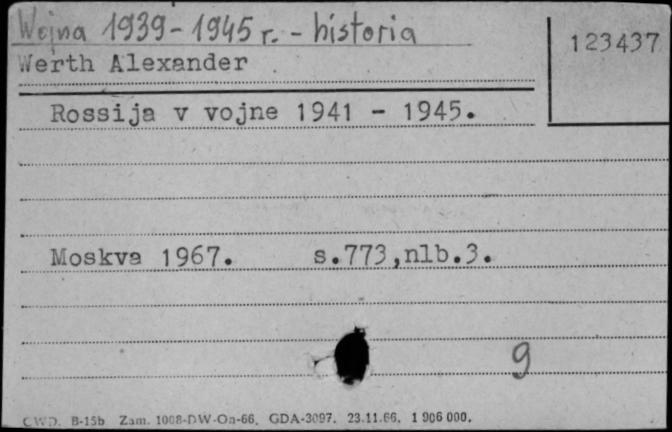 Wojna 1939-1945 r. - historia
123437
Werth Alexander
Rossija v vojne 1941 - 1945.
Moskva 1967. s.773,nlb.3.
9
CWD. B-15b Zam. 1008-DW-On-66. GDA-3097. 23.11.66. 1 906 000.